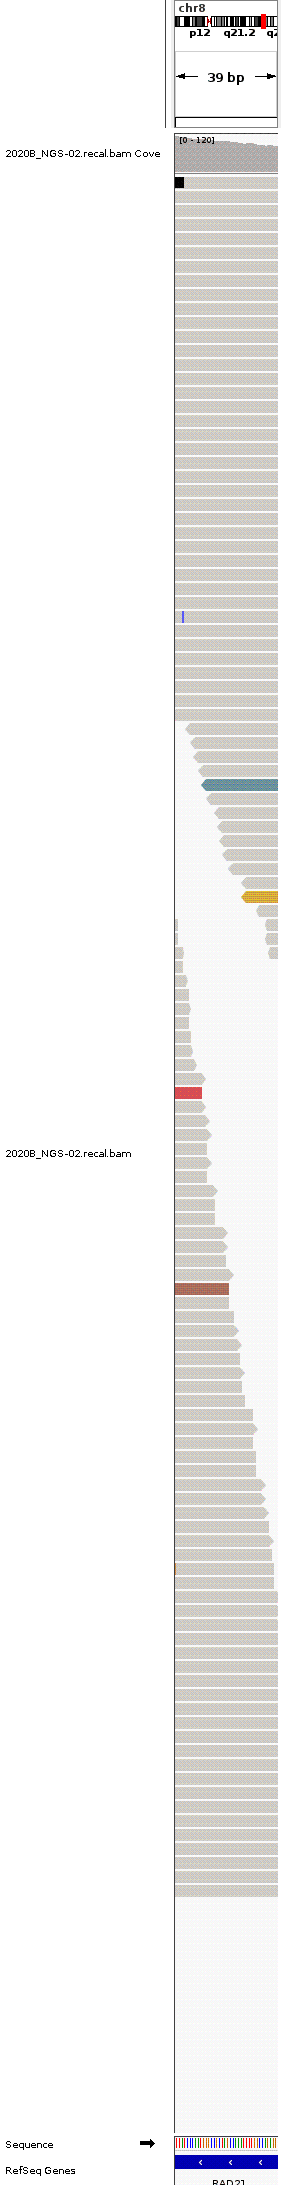 chr8
p12 q21.2 q2
39 bp
[0 - 120]
2020B_NGS-02.recal.bam Cove
2020B_NGS-02.recal.bam
Sequence
RefSeq Genes
RAD21